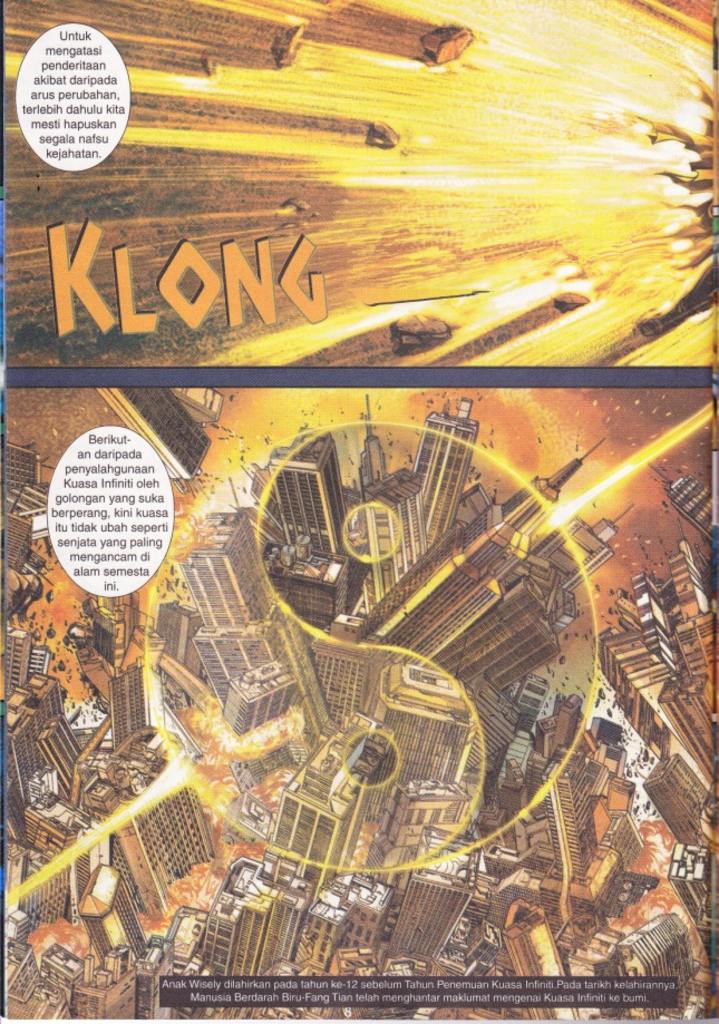 Untuk
mengatasi
penderitaan
akibat daripada
arus perubahan,
terlebih dahulu kita
mesti hapuskan
segala nafsu
kejahatan.
KLONG
Berikut-
an daripada
penyalahgunaan
Kuasa Infiniti oleh
golongan yang suka
berperang, kini kuasa
itu tidak ubah seperti
senjata yang paling
mengancam di
alam semesta
ini.
Anak Wisely dilahirkan pada tahun ke-12 sebelum Tahun Penemuan Kuasa Infiniti.Pada tarikh kelahirannya,
Manusia Berdarah Biru-Fang Tian telah menghantar maklumat mengenai Kuasa Infiniti ke bumi.
6